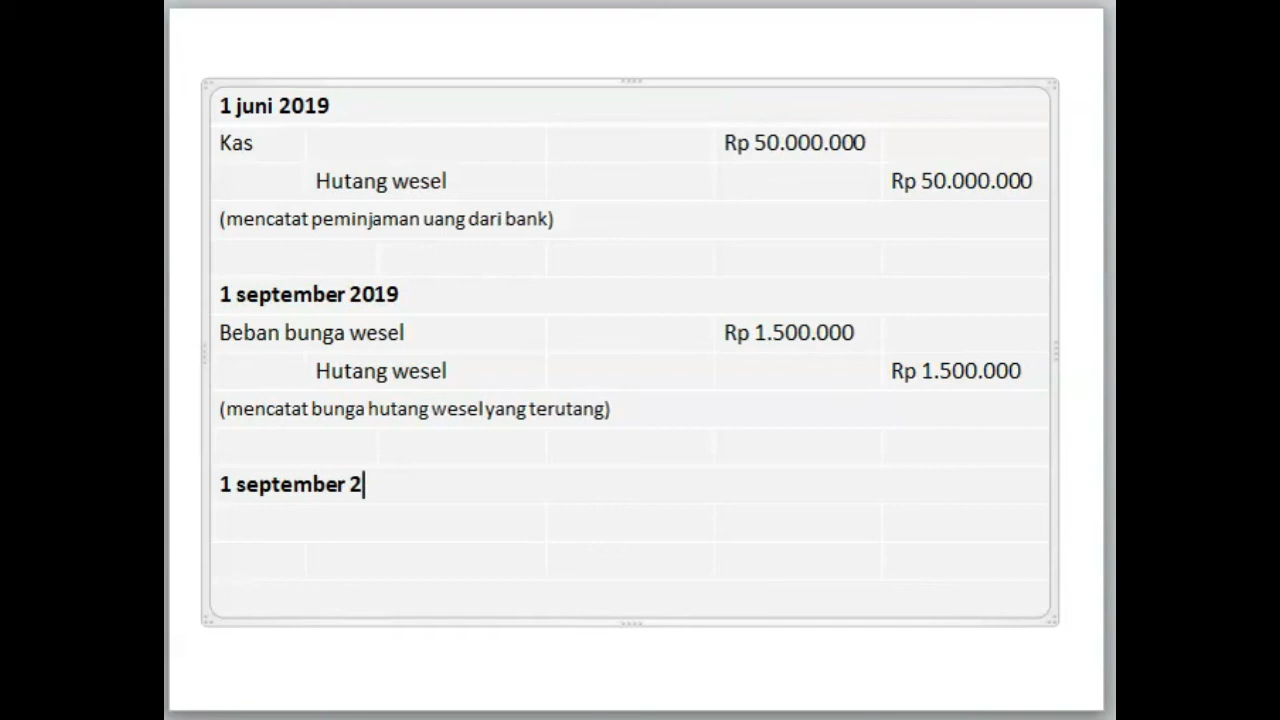 1 juni 2019
Kas Rp 50.000.000
Hutang wesel Rp 50.000.000
(mencatat peminjaman uang dari bank)
1 september 2019
Beban bunga wesel Rp 1.500.000
Hutang wesel Rp 1.500.000
(mencatat bunga hutang wesel yang terutang)
1 september 2